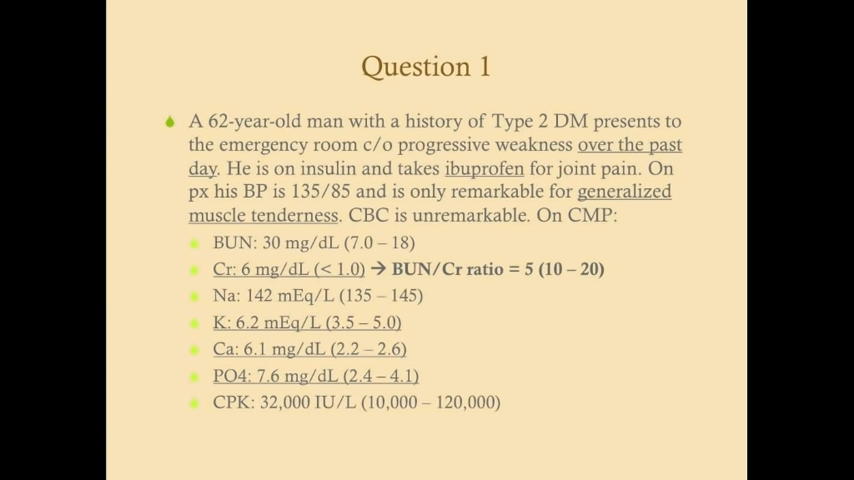 Question 1
A 62-year-old man with a history of Type 2 DM presents to
the emergency room c/o progressive weakness over the past
day. He is on insulin and takes ibuprofen for joint pain. On
px his BP is 135/85 and is only remarkable for generalized
muscle tenderness. CBC is unremarkable. On CMP:
BUN: 30 mg/dL (7.0 – 18)
Cr: 6 mg/dL (< 1.0) → BUN/Cr ratio = 5 (10 – 20)
Na: 142 mEq/L (135 – 145)
K: 6.2 mEq/L (3.5 – 5.0)
Ca: 6.1 mg/dL (2.2 – 2.6)
PO4: 7.6 mg/dL (2.4 – 4.1)
CPK: 32,000 IU/L (10,000 – 120,000)